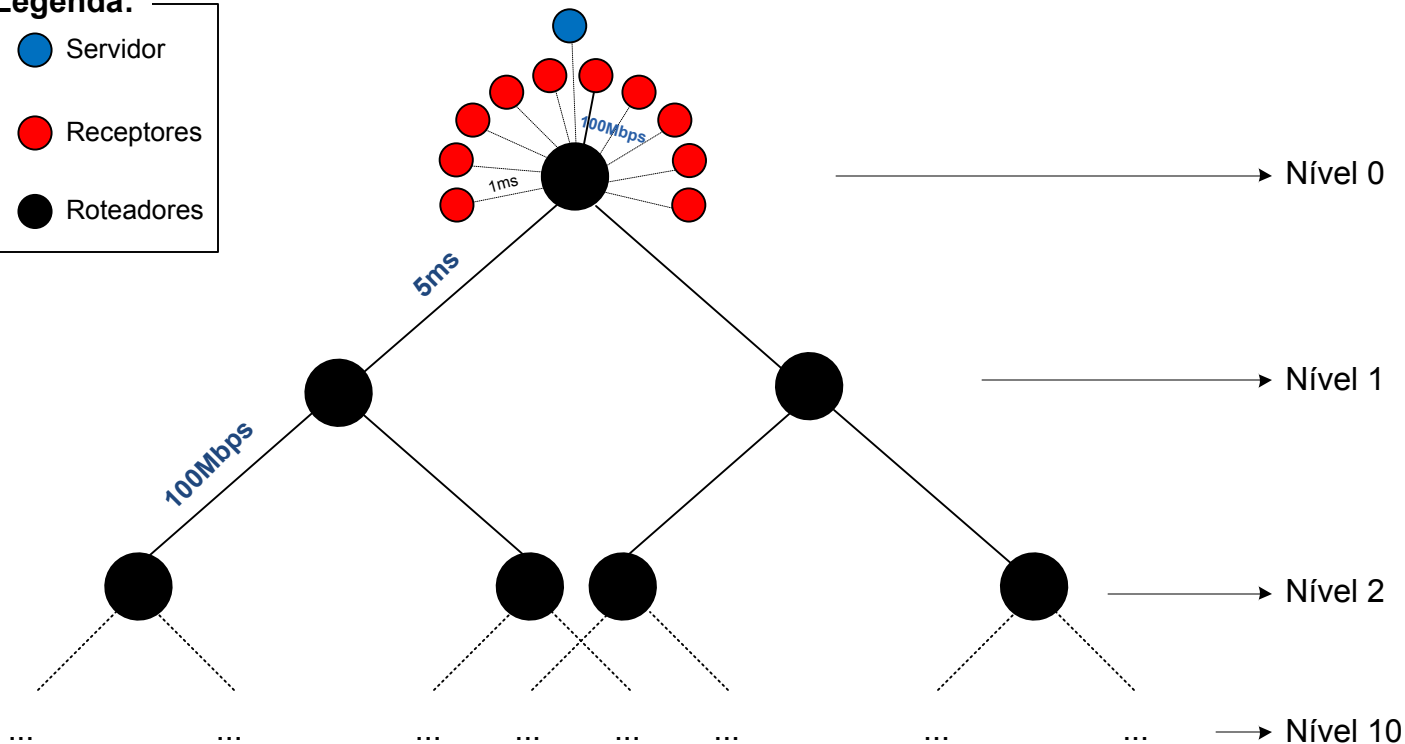 Legenda:
Servidor
Receptores
Roteadores
100Mbps
1ms
Nível 0
5ms
Nível 1
100Mbps
Nível 2
... ... ... ... ... ... ... ...
Nível 10